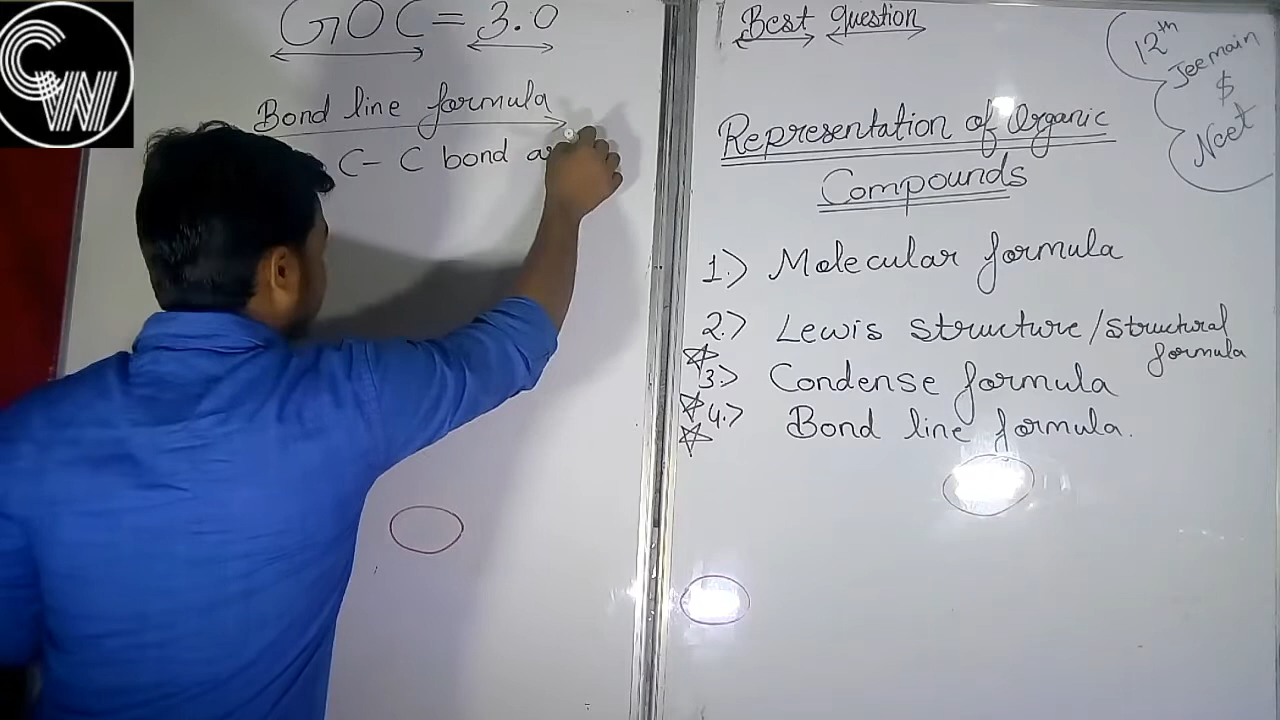 GOC = 3.0
Bond line formula
C - C bond
Best question
12th
Jee main
$
Neet
Representation of Organic
Compounds
1.) Molecular formula
2.) Lewis structure/structural
formula
3.) Condense formula
4.) Bond line formula.
CW